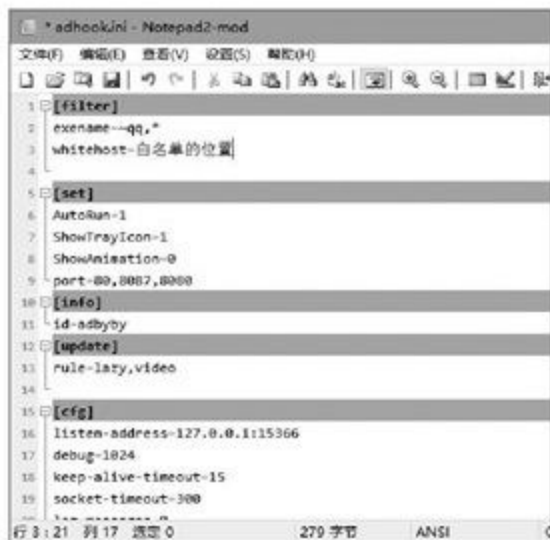 * adhook.ini - Notepad2-mod
文件(F) 编辑(E) 查看(V) 设置(S) 帮助(H)
1 [filter]
2 exename=~qq,*
3 whitehost=白名单的位置
4
5 [set]
6 AutoRun=1
7 ShowTrayIcon=1
8 ShowAnimation=0
9 port=80,8087,8080
10 [info]
11 id=adbyby
12 [update]
13 rule=lazy,video
14
15 [cfg]
16 listen-address=127.0.0.1:15366
17 debug=1024
18 keep-alive-timeout=15
19 socket-timeout=300
行 3 : 21 列 17 选定 0 279 字节 ANSI